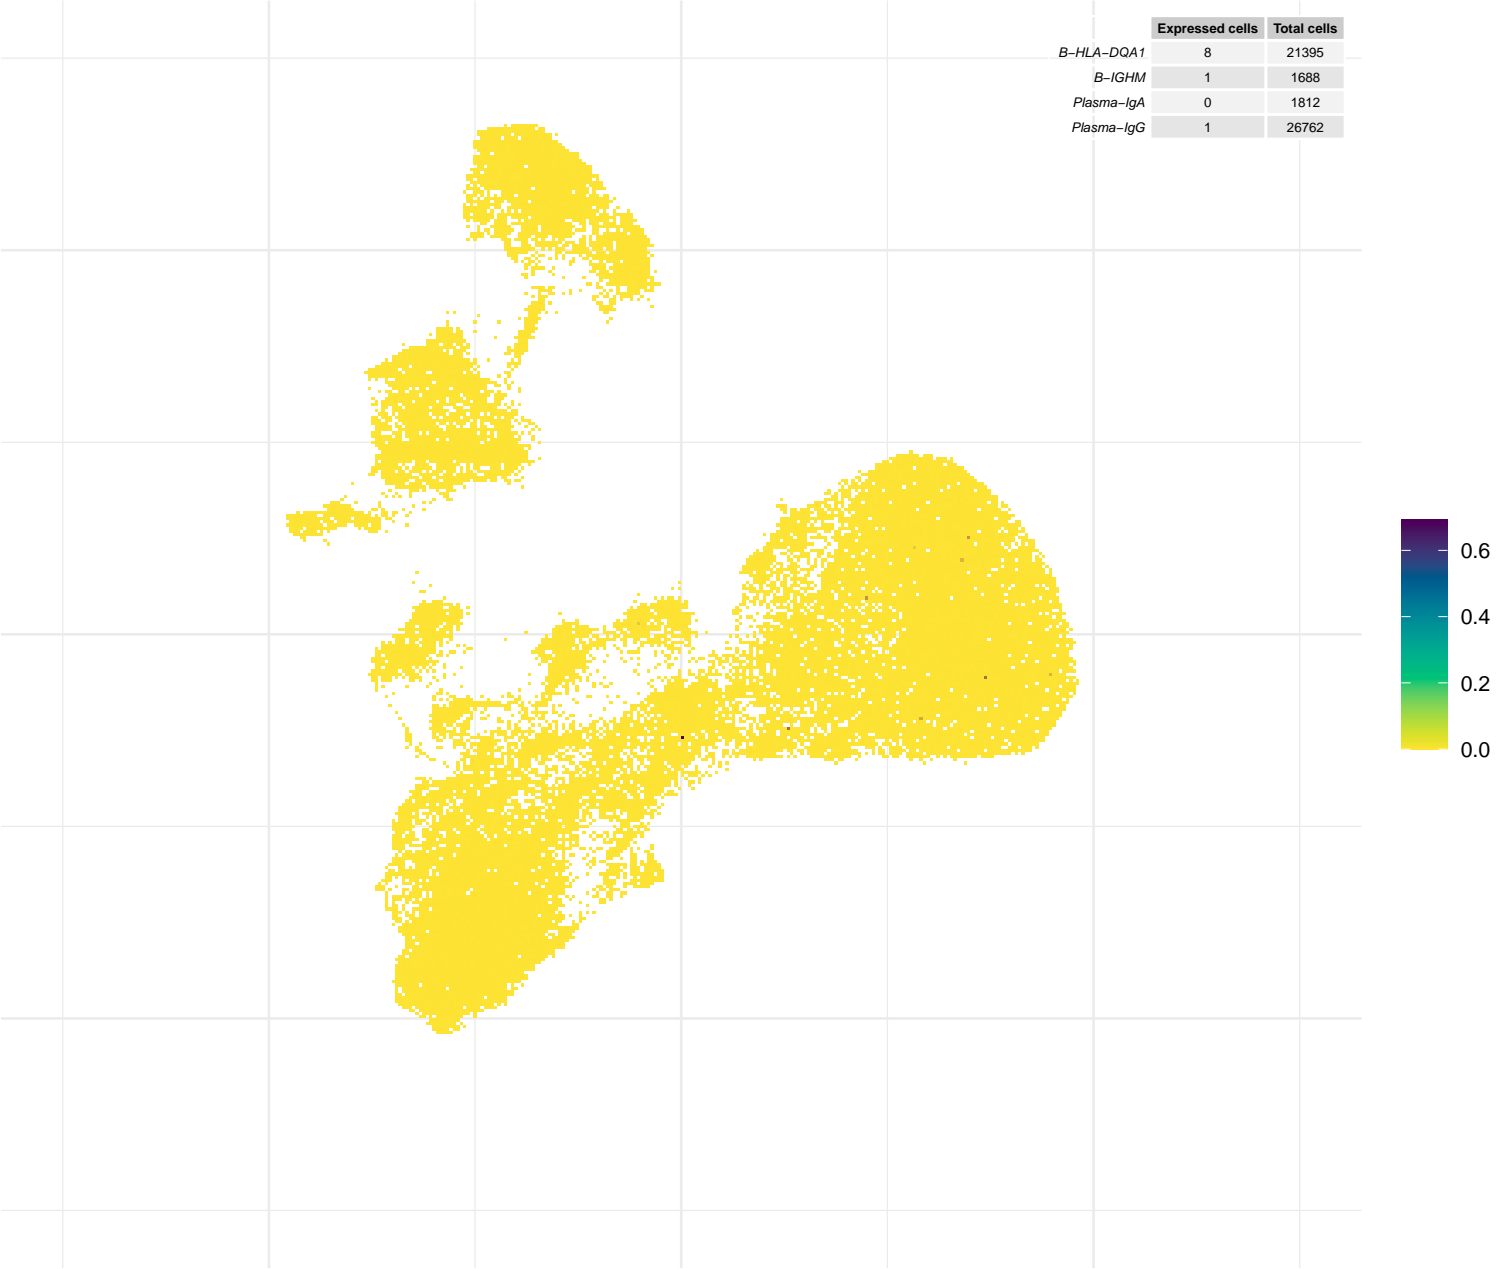 Expressed cells Total cells
B−HLA−DQA1 8 21395
B−IGHM 1 1688
Plasma−IgA 0 1812
Plasma−IgG 1 26762
0.6
0.4
0.2
0.0